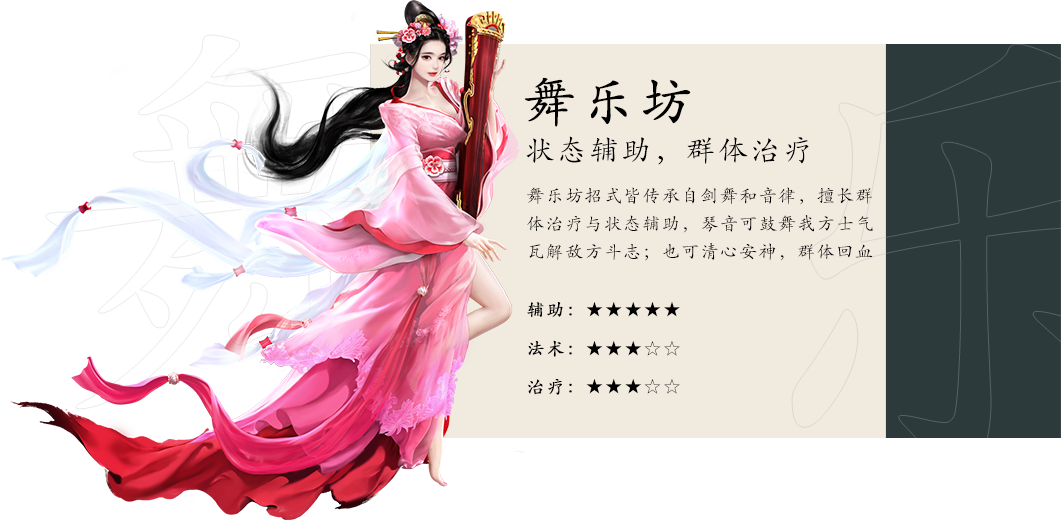 舞乐坊
状态辅助，群体治疗
舞乐坊招式皆传承自剑舞和音律，擅长群
体治疗与状态辅助，琴音可鼓舞我方士气
瓦解敌方斗志；也可清心安神，群体回血
辅助：★★★★★
法术：★★★☆☆
治疗：★★★☆☆
舞
乐